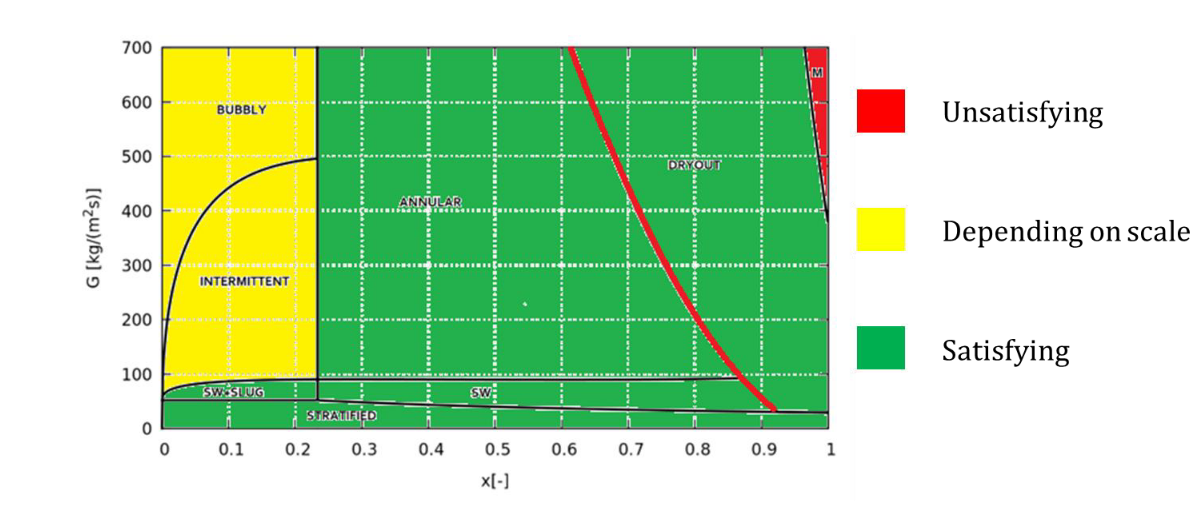 700
600
500
400
300
200
100
0
G [kg/(m²s)]
BUBBLY
INTERMITTENT
SW+SLUG
STRATIFIED
ANNULAR
SW
DRYOUT
M
0 0.1 0.2 0.3 0.4 0.5 0.6 0.7 0.8 0.9 1
x[-]
Unsatisfying
Depending on scale
Satisfying